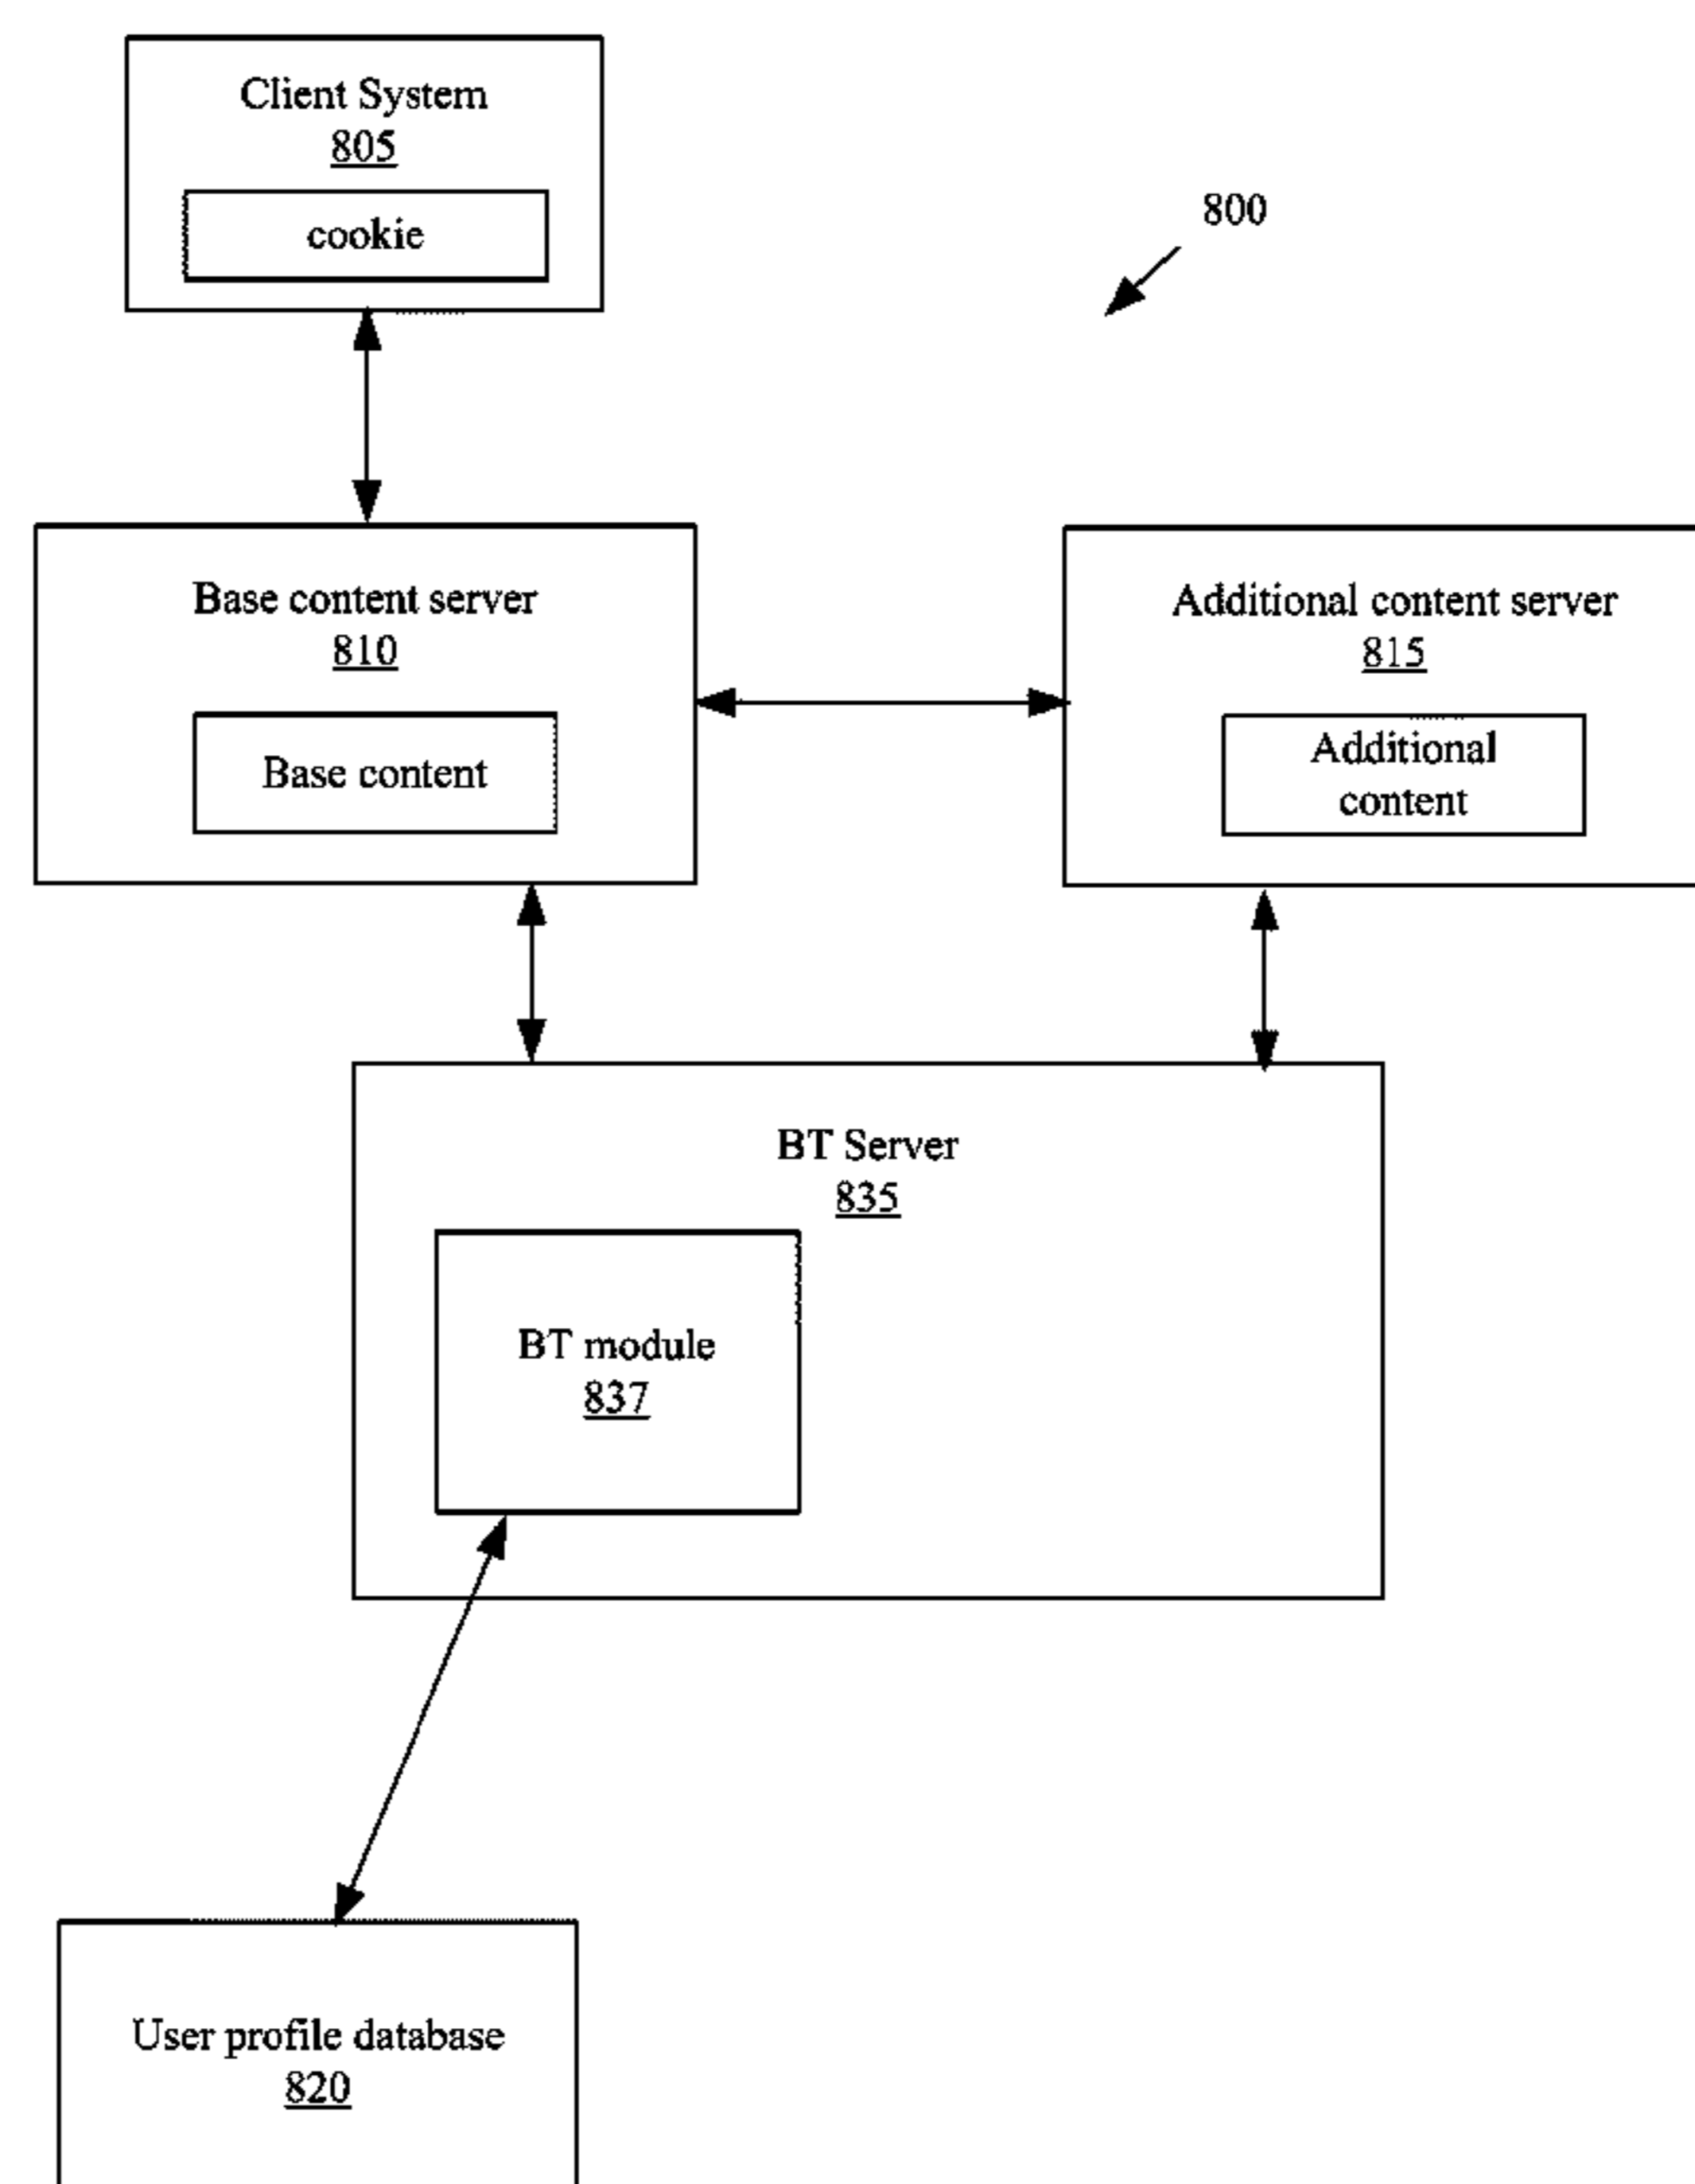 Client System
805
cookie
800
Base content server
810
Base content
Additional content server
815
Additional
content
BT Server
835
BT module
837
User profile database
820